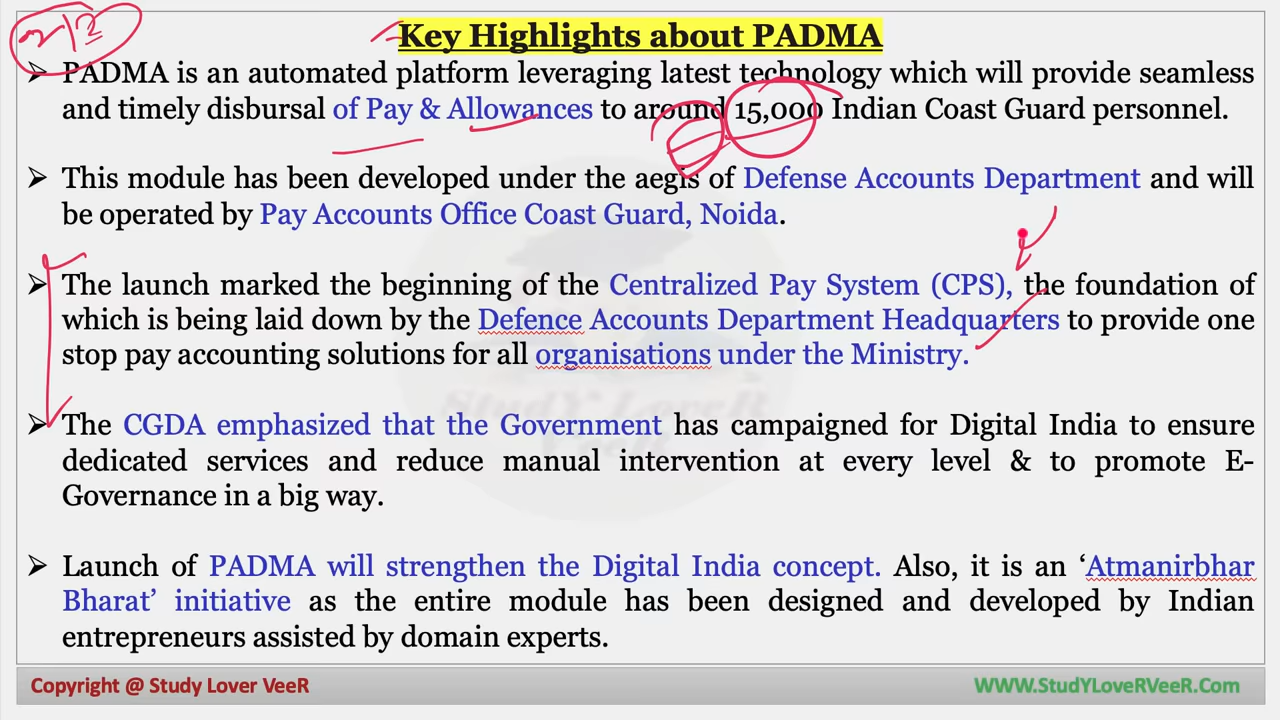 Key Highlights about PADMA
➢ PADMA is an automated platform leveraging latest technology which will provide seamless
and timely disbursal of Pay & Allowances to around 15,000 Indian Coast Guard personnel.
➢ This module has been developed under the aegis of Defense Accounts Department and will
be operated by Pay Accounts Office Coast Guard, Noida.
➢ The launch marked the beginning of the Centralized Pay System (CPS), the foundation of
which is being laid down by the Defence Accounts Department Headquarters to provide one
stop pay accounting solutions for all organisations under the Ministry.
➢ The CGDA emphasized that the Government has campaigned for Digital India to ensure
dedicated services and reduce manual intervention at every level & to promote E-
Governance in a big way.
➢ Launch of PADMA will strengthen the Digital India concept. Also, it is an ‘Atmanirbhar
Bharat’ initiative as the entire module has been designed and developed by Indian
entrepreneurs assisted by domain experts.
StudY LoveR
VeeR
Copyright @ Study Lover VeeR
WWW.StudYLoveRVeeR.Com